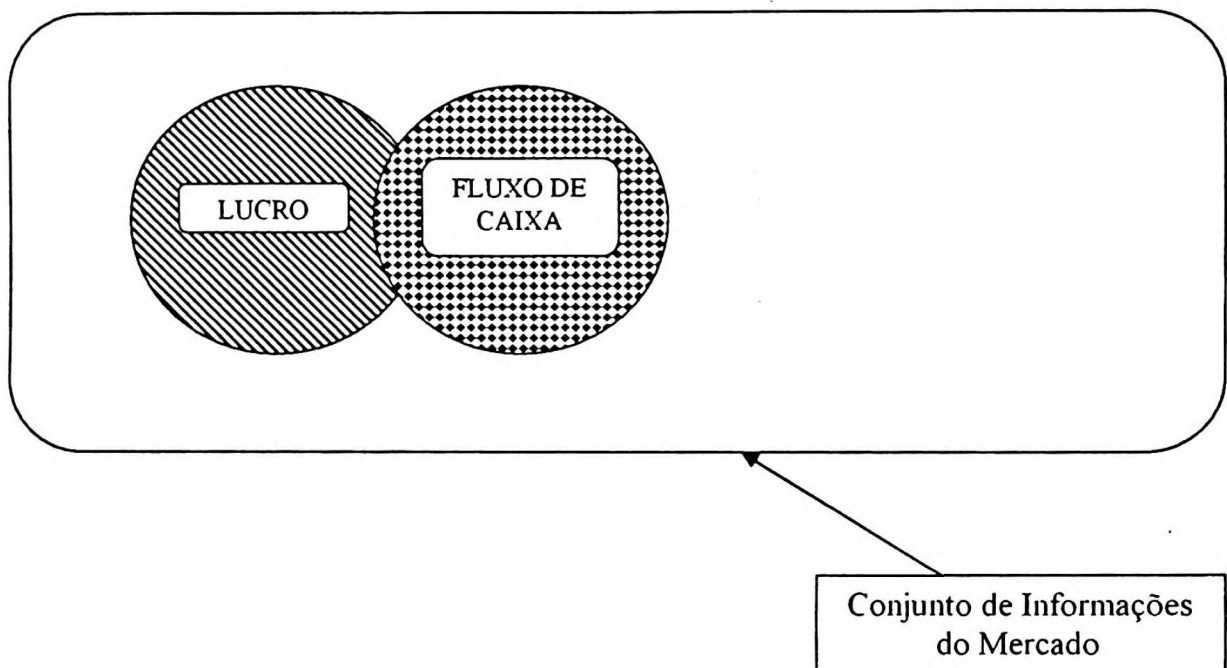 LUCRO
FLUXO DE
CAIXA
Conjunto de Informações
do Mercado